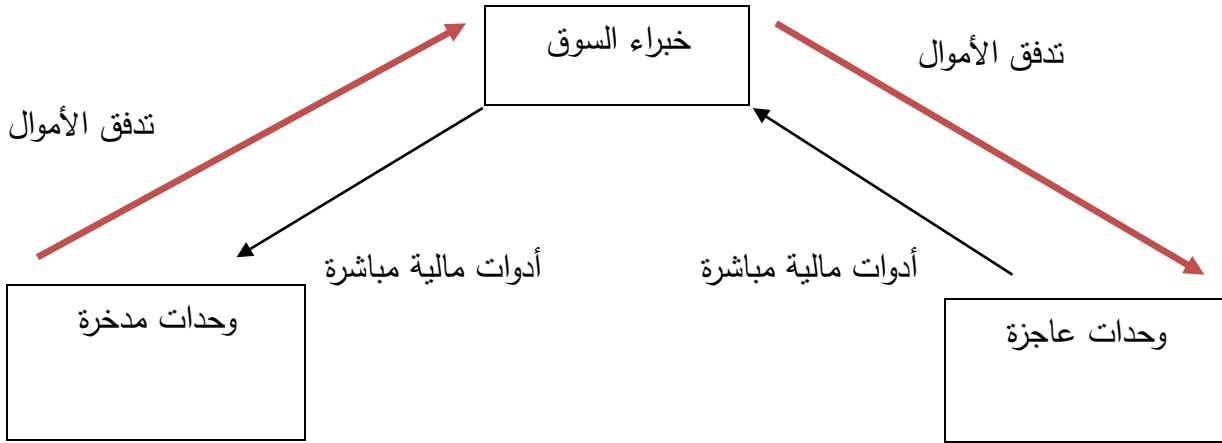 خبراء السوق
تدفق الأموال
تدفق الأموال
أدوات مالية مباشرة
أدوات مالية مباشرة
وحدات عاجزة
وحدات مدخرة